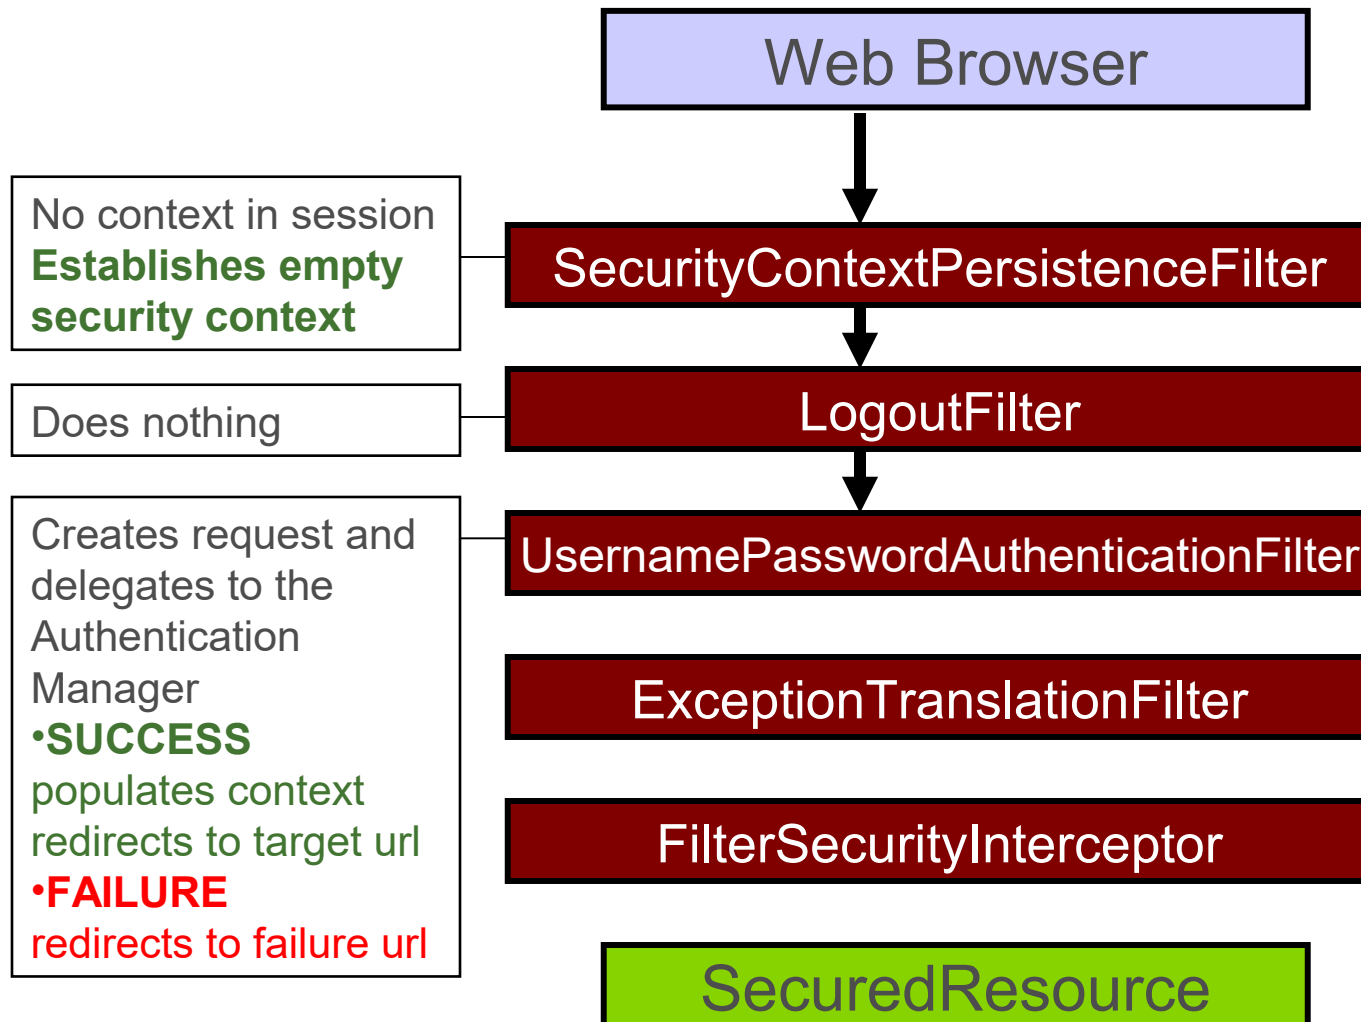 Web Browser
No context in session
Establishes empty
security context
SecurityContextPersistenceFilter
Does nothing
LogoutFilter
Creates request and
delegates to the
Authentication
Manager
•SUCCESS
populates context
redirects to target url
•FAILURE
redirects to failure url
UsernamePasswordAuthenticationFilter
ExceptionTranslationFilter
FilterSecurityInterceptor
SecuredResource